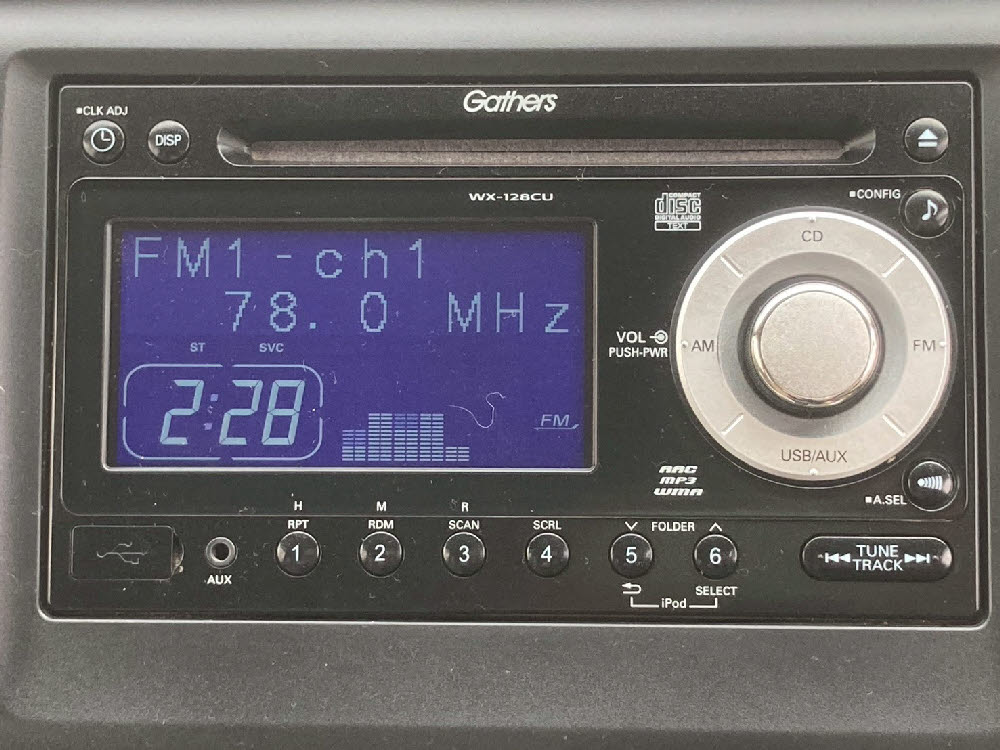 Gathers
CLK ADJ
DISP
WX-128CU
COMPACT
disc
DIGITAL AUDIO
TEXT
CONFIG
CD
FM1-ch1
78.0 MHz
ST SVC
2:28
FM
VOL
PUSH-PWR
AM
FM
USB/AUX
AAC
MP3
WMA
A.SEL
H M R
RPT RDM SCAN SCRL FOLDER
1 2 3 4 5 6
AUX
TUNE
TRACK
SELECT
iPod